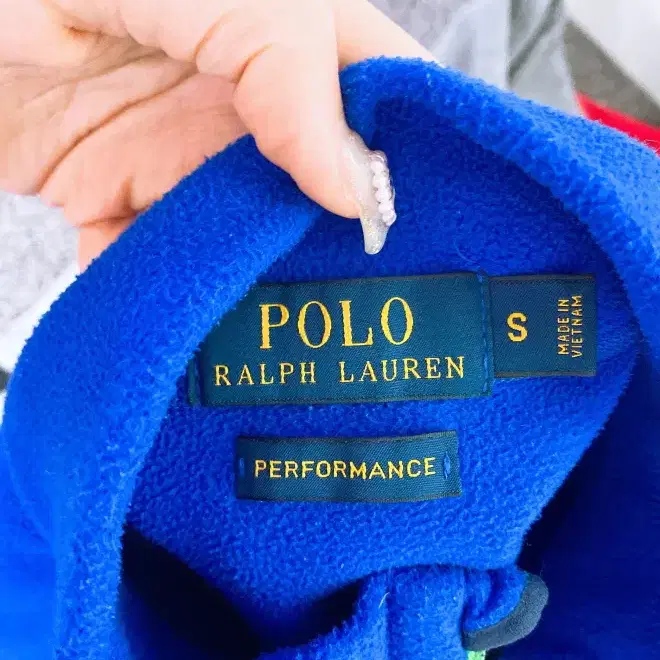 POLO
RALPH LAUREN
S
MADE IN
VIETNAM
PERFORMANCE